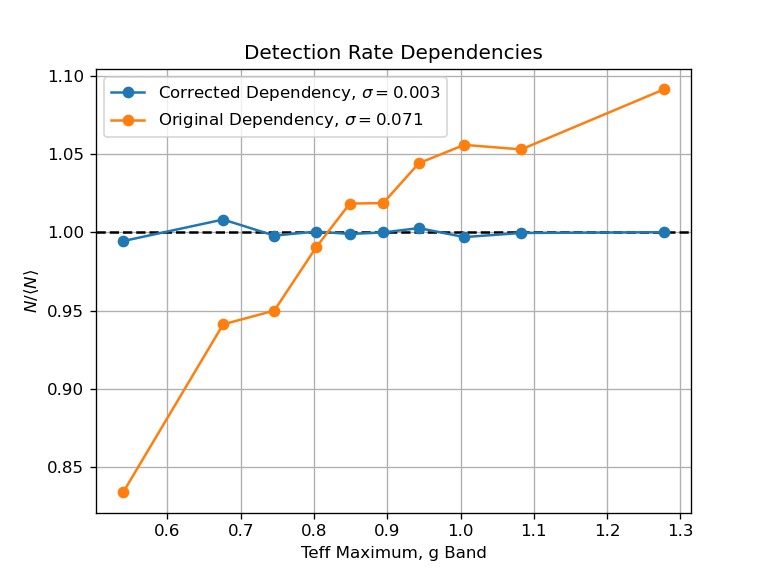 Detection Rate Dependencies
Corrected Dependency, σ = 0.003
Original Dependency, σ = 0.071
1.10
1.05
1.00
0.95
0.90
0.85
N/⟨N⟩
0.6 0.7 0.8 0.9 1.0 1.1 1.2 1.3
Teff Maximum, g Band